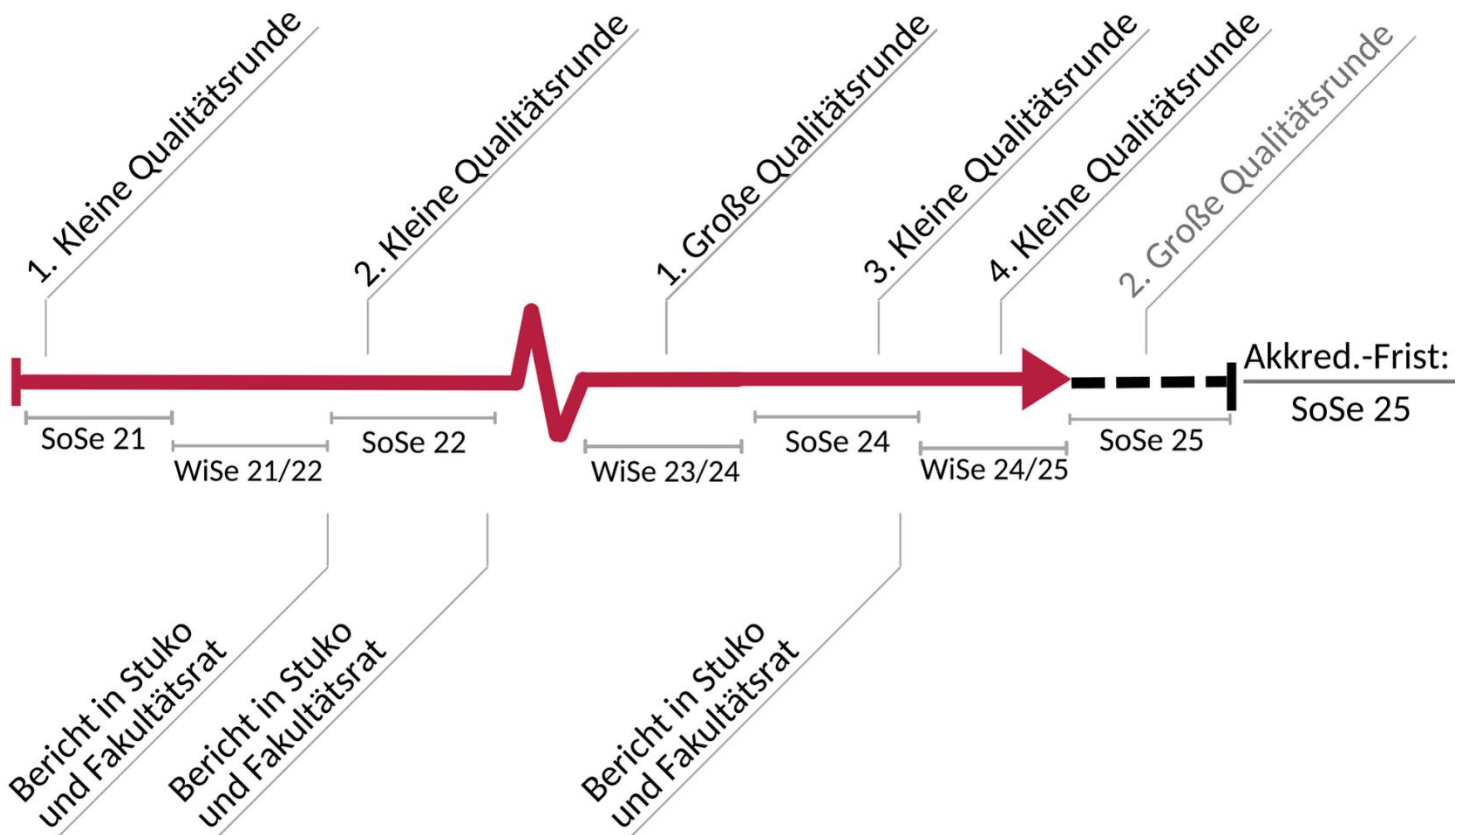 1. Kleine Qualitätsrunde
2. Kleine Qualitätsrunde
1. Große Qualitätsrunde
3. Kleine Qualitätsrunde
4. Kleine Qualitätsrunde
2. Große Qualitätsrunde
Akkred.-Frist:
SoSe 25
SoSe 21
WiSe 21/22
SoSe 22
WiSe 23/24
SoSe 24
WiSe 24/25
SoSe 25
Bericht in Stuko
und Fakultätsrat
Bericht in Stuko
und Fakultätsrat
Bericht in Stuko
und Fakultätsrat